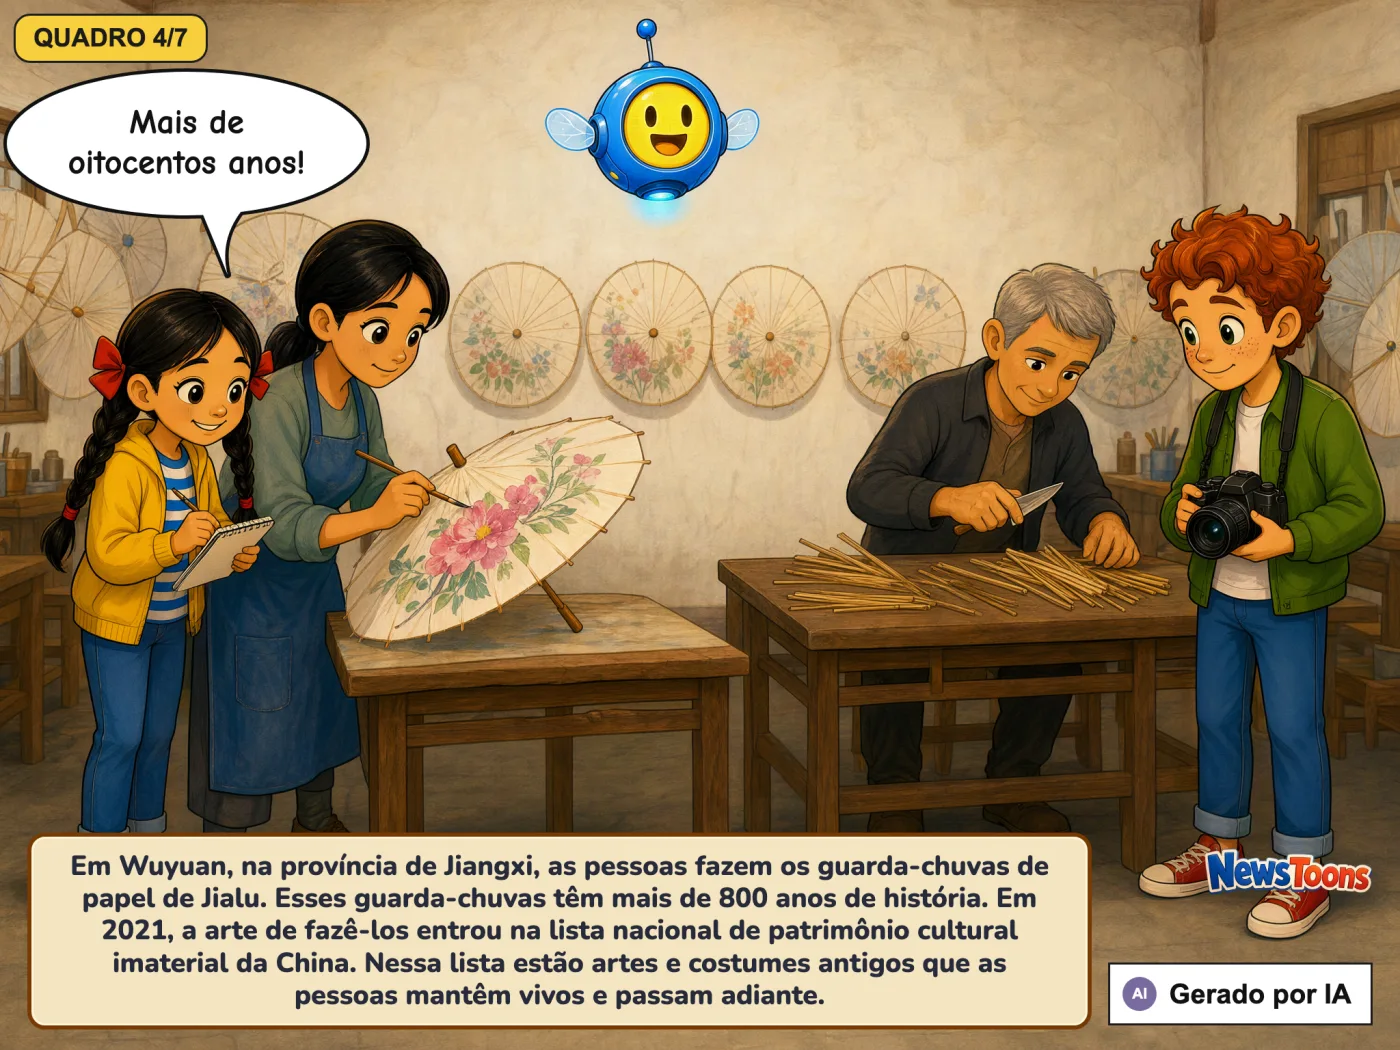 QUADRO 4/7
Mais de
oitocentos anos!
Em Wuyuan, na província de Jiangxi, as pessoas fazem os guarda-chuvas de
papel de Jialu. Esses guarda-chuvas têm mais de 800 anos de história. Em
2021, a arte de fazê-los entrou na lista nacional de patrimônio cultural
imaterial da China. Nessa lista estão artes e costumes antigos que as
pessoas mantêm vivos e passam adiante.
NewsToons
AI Gerado por IA